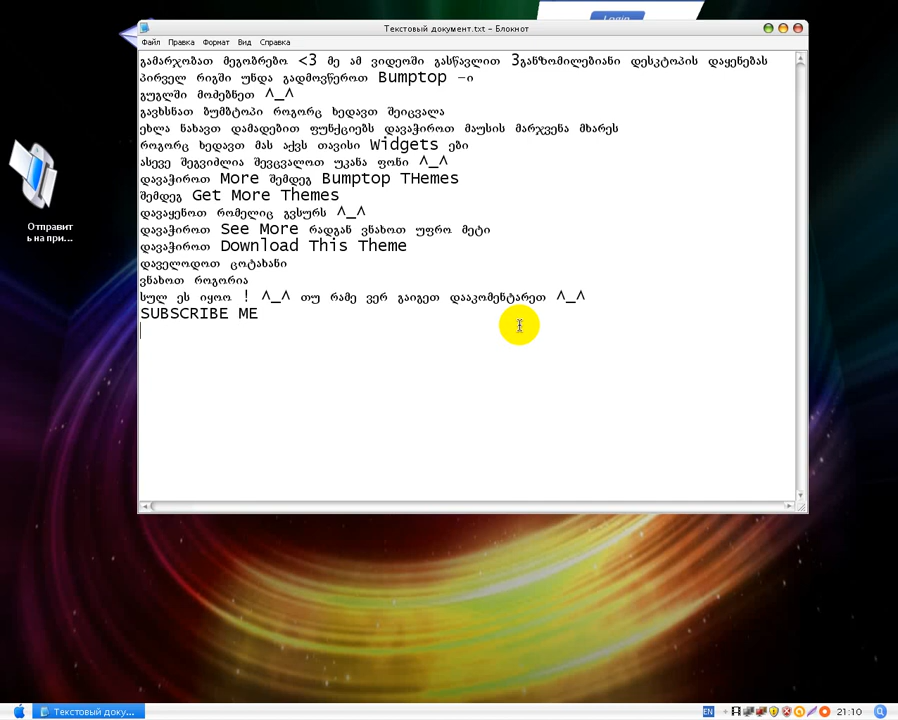 Login
Текстовый документ.txt – Блокнот
Файл Правка Формат Вид Справка
გამარჯობათ მეგობრებო <3 მე ამ ვიდეოში გასწავლით 3განზომილებიანი დესკტოპის დაყენებას
პირველ რიგში უნდა გადმოვწეროთ Bumptop –ი
გუგლში მოძებნეთ ^_^
გავხსნათ ბუმბტოპი როგორც ხედავთ შეიცვალა
ეხლა ნახავთ დამადებით ფუნქციებს დავაჭიროთ მაუსის მარჯვენა მხარეს
როგორც ხედავთ მას აქვს თავისი Widgets ები
ასევე შეგვიძლია შევცვალოთ უკანა ფონი ^_^
დავაჭიროთ More შემდეგ Bumptop THemes
შემდეგ Get More Themes
დავაყენოთ რომელიც გვსურს ^_^
დავაჭიროთ See More რადგან ვნახოთ უფრო მეტი
დავაჭიროთ Download This Theme
დაველოდოთ ცოტახანი
ვნახოთ როგორია
სულ ეს იყოო ! ^_^ თუ რამე ვერ გაიგეთ დააკომენტარეთ ^_^
SUBSCRIBE ME
Отправит
ь на при...
Текстовый доку...
EN
21:10